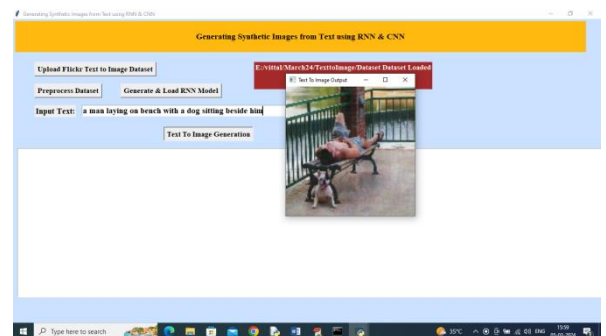 Generating Synthetic Images from Text using RNN & CNN
Generating Synthetic Images from Text using RNN & CNN
Upload Flickr Text to Image Dataset
E:/vittal/March24/TexttoImage/Dataset Dataset Loaded
Text To Image Output
Preprocess Dataset
Generate & Load RNN Model
Input Text:
a man laying on bench with a dog sitting beside him
Text To Image Generation
Type here to search
35°C
ENG
15:59